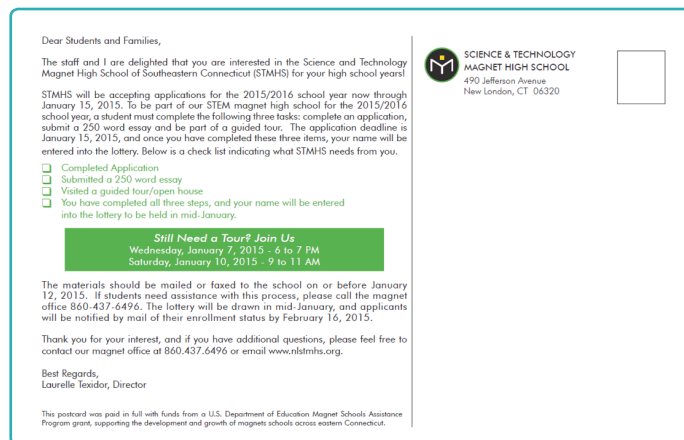 Dear Students and Families,
The staff and I are delighted that you are interested in the Science and Technology
Magnet High School of Southeastern Connecticut (STMHS) for your high school years!
STMHS will be accepting applications for the 2015/2016 school year now through
January 15, 2015. To be part of our STEM magnet high school for the 2015/2016
school year, a student must complete the following three tasks: complete an application,
submit a 250 word essay and be part of a guided tour. The application deadline is
January 15, 2015, and once you have completed these three items, your name will be
entered into the lottery. Below is a check list indicating what STMHS needs from you.
Completed Application
Submitted a 250 word essay
Visited a guided tour/open house
You have completed all three steps, and your name will be entered
into the lottery to be held in mid-January.
Still Need a Tour? Join Us
Wednesday, January 7, 2015 - 6 to 7 PM
Saturday, January 10, 2015 - 9 to 11 AM
The materials should be mailed or faxed to the school on or before January
12, 2015. If students need assistance with this process, please call the magnet
office 860-437-6496. The lottery will be drawn in mid-January, and applicants
will be notified by mail of their enrollment status by February 16, 2015.
Thank you for your interest, and if you have additional questions, please feel free to
contact our magnet office at 860.437.6496 or email www.nlstmhs.org.
Best Regards,
Laurelle Texidor, Director
This postcard was paid in full with funds from a U.S. Department of Education Magnet Schools Assistance
Program grant, supporting the development and growth of magnets schools across eastern Connecticut.
SCIENCE & TECHNOLOGY
MAGNET HIGH SCHOOL
490 Jefferson Avenue
New London, CT 06320